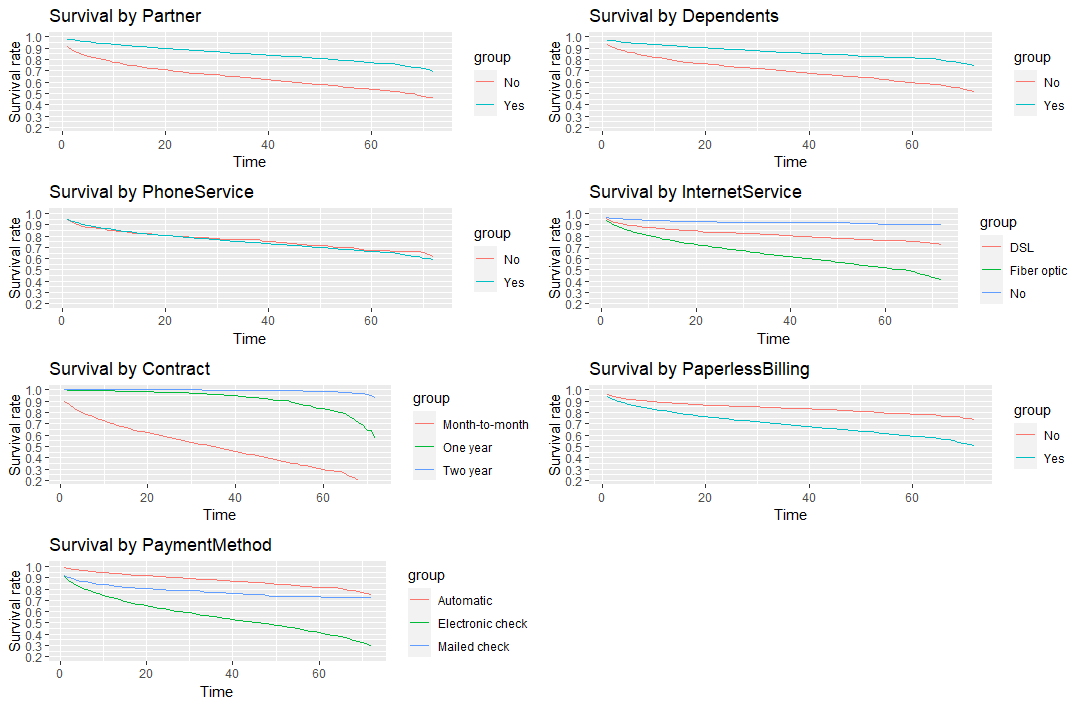 Survival by Partner
Survival rate
1.0
0.9
0.8
0.7
0.6
0.5
0.4
0.3
0.2
0 20 40 60
Time
group
No
Yes
Survival by Dependents
Survival rate
1.0
0.9
0.8
0.7
0.6
0.5
0.4
0.3
0.2
0 20 40 60
Time
group
No
Yes
Survival by PhoneService
Survival rate
1.0
0.9
0.8
0.7
0.6
0.5
0.4
0.3
0.2
0 20 40 60
Time
group
No
Yes
Survival by InternetService
Survival rate
1.0
0.9
0.8
0.7
0.6
0.5
0.4
0.3
0.2
0 20 40 60
Time
group
DSL
Fiber optic
No
Survival by Contract
Survival rate
1.0
0.9
0.8
0.7
0.6
0.5
0.4
0.3
0.2
0 20 40 60
Time
group
Month-to-month
One year
Two year
Survival by PaperlessBilling
Survival rate
1.0
0.9
0.8
0.7
0.6
0.5
0.4
0.3
0.2
0 20 40 60
Time
group
No
Yes
Survival by PaymentMethod
Survival rate
1.0
0.9
0.8
0.7
0.6
0.5
0.4
0.3
0.2
0 20 40 60
Time
group
Automatic
Electronic check
Mailed check